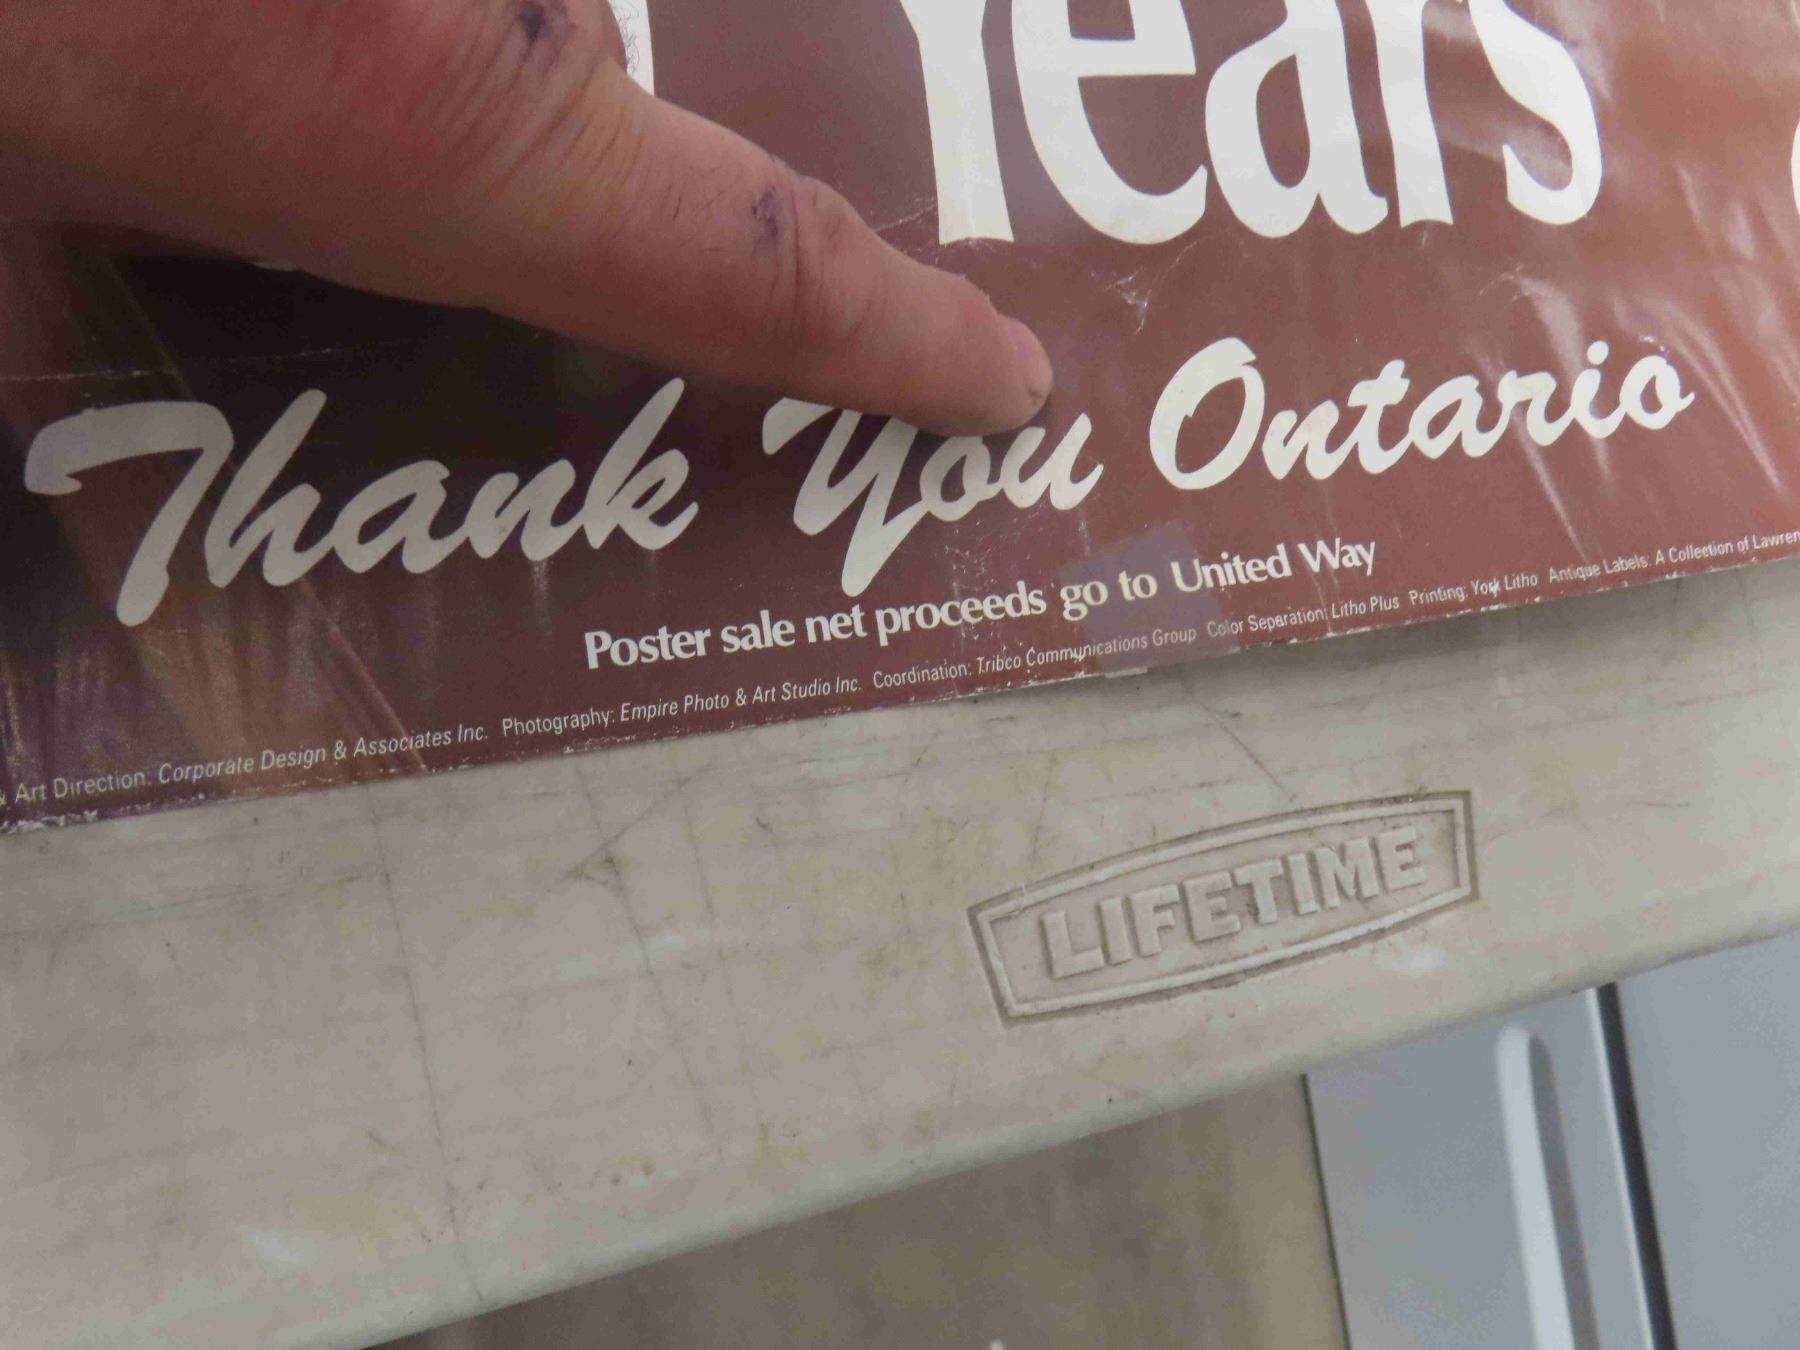 Years
Thank You Ontario
Poster sale net proceeds go to United Way
& Art Direction: Corporate Design & Associates Inc. Photography: Empire Photo & Art Studio Inc. Coordination: Tribco Communications Group Color Separation: Litho Plus Printing: York Litho Antique Labels: A Collection of Lawren
LIFETIME